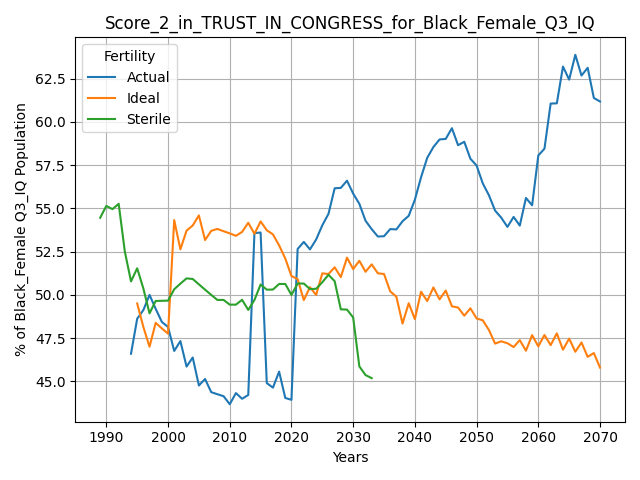 Score_2_in_TRUST_IN_CONGRESS_for_Black_Female_Q3_IQ
Fertility
Actual
Ideal
Sterile
% of Black_Female Q3_IQ Population
62.5
60.0
57.5
55.0
52.5
50.0
47.5
45.0
1990 2000 2010 2020 2030 2040 2050 2060 2070
Years